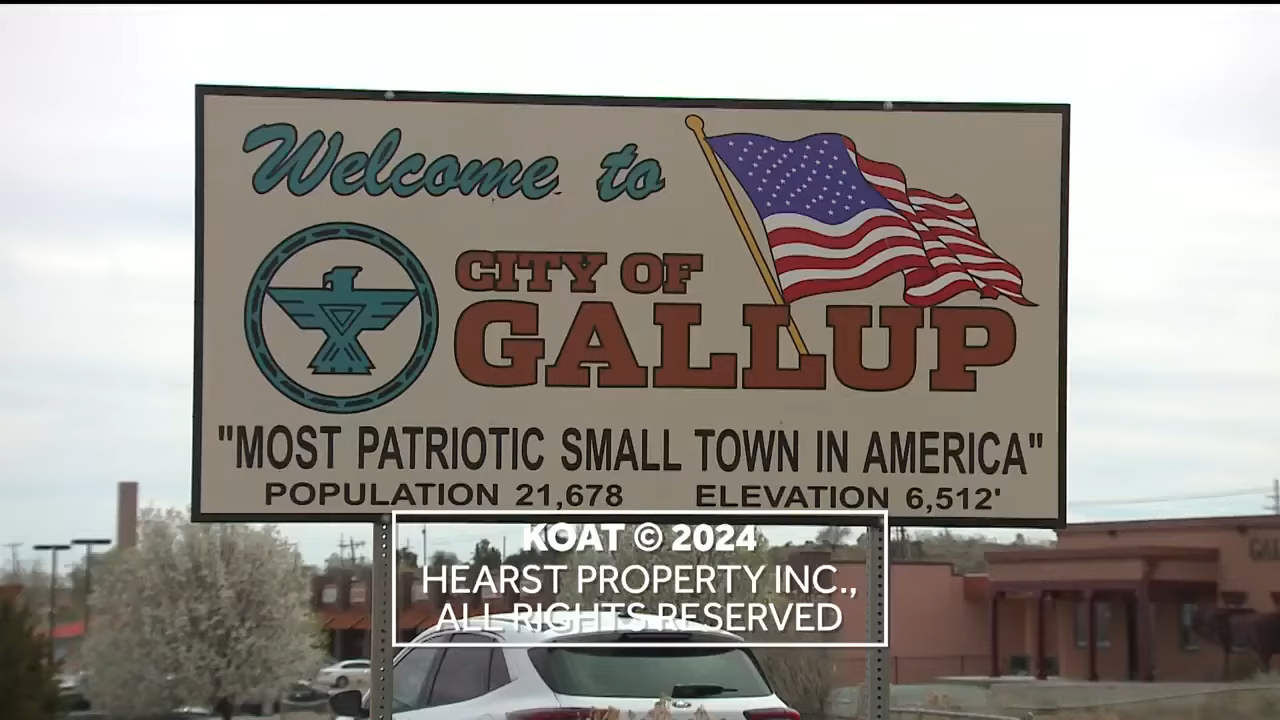 Welcome to
CITY OF
GALLUP
"MOST PATRIOTIC SMALL TOWN IN AMERICA"
POPULATION 21,678 ELEVATION 6,512'
KOAT © 2024
HEARST PROPERTY INC.,
ALL RIGHTS RESERVED